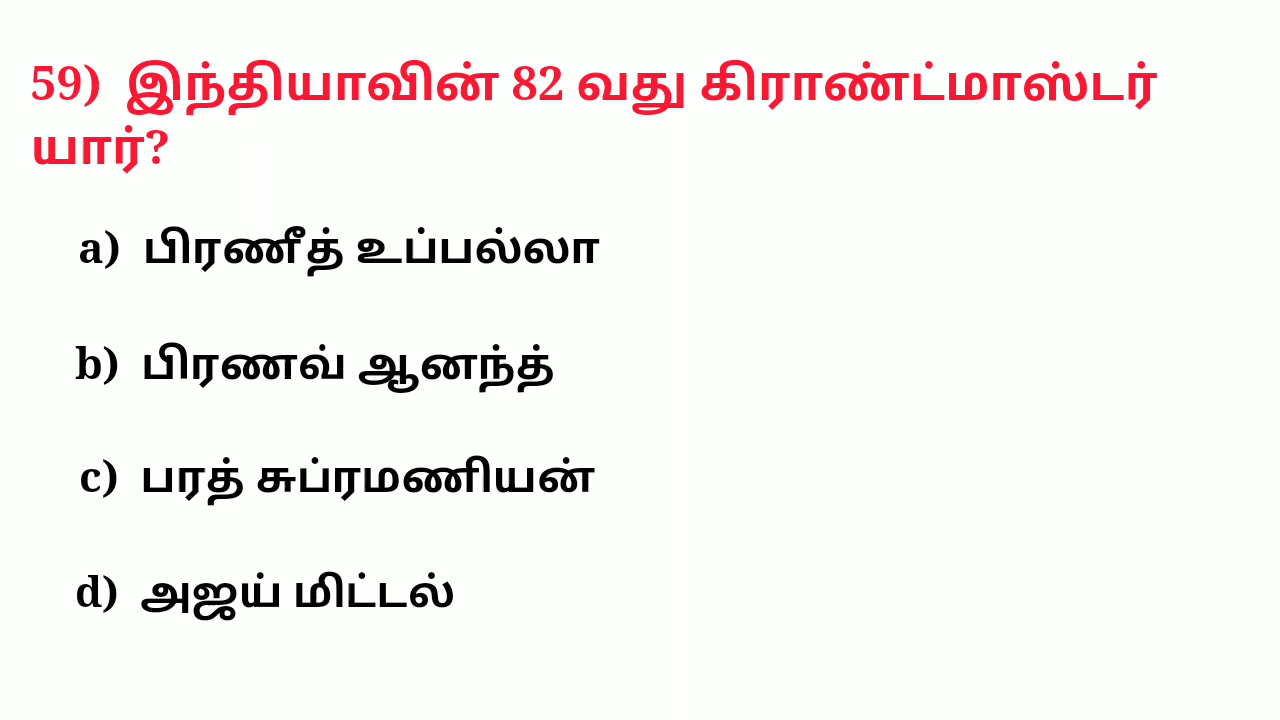 59) இந்தியாவின் 82 வது கிராண்ட்மாஸ்டர்
யார்?
a) பிரணீத் உப்பல்லா
b) பிரணவ் ஆனந்த்
c) பரத் சுப்ரமணியன்
d) அஜய் மிட்டல்